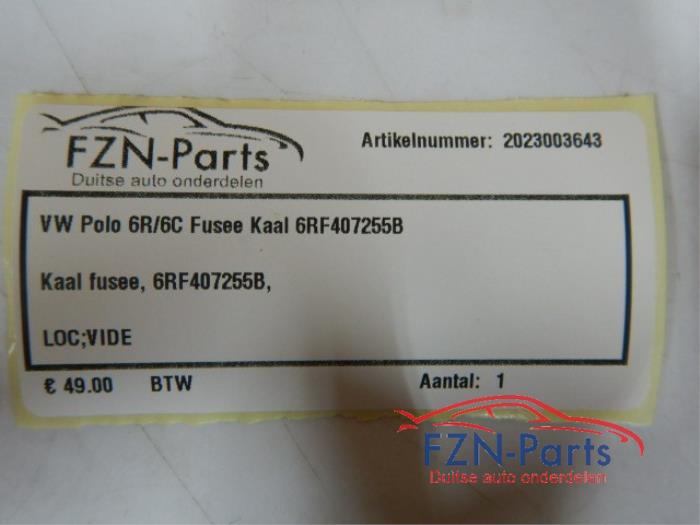 FZN-Parts
Duitse auto onderdelen
Artikelnummer: 2023003643
VW Polo 6R/6C Fusee Kaal 6RF407255B
Kaal fusee, 6RF407255B,
LOC;VIDE
€ 49.00 BTW Aantal: 1
FZN-Parts
Duitse auto onderdelen